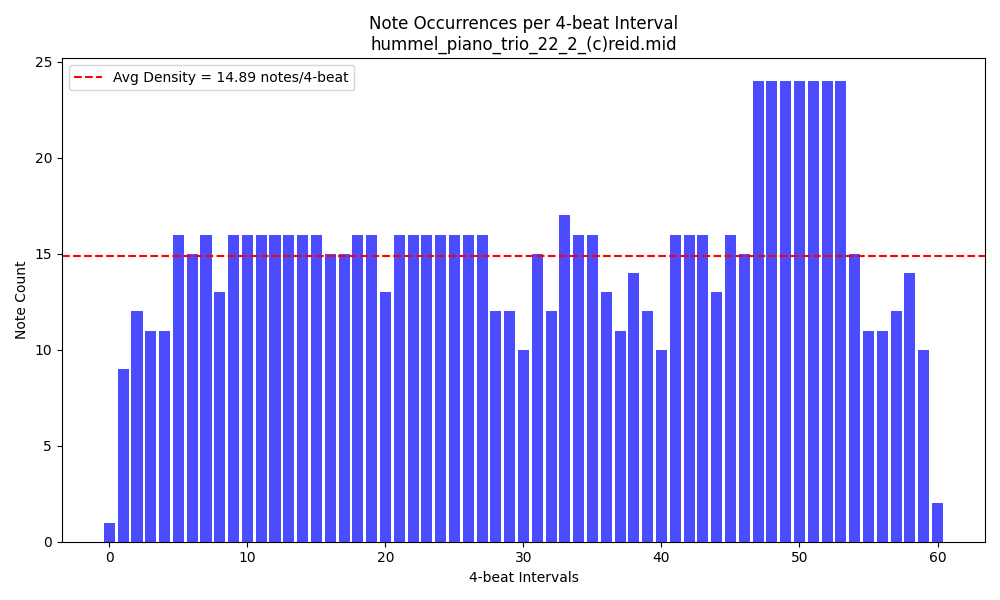 Note Occurrences per 4-beat Interval
hummel_piano_trio_22_2_(c)reid.mid
Avg Density = 14.89 notes/4-beat
Note Count
25
20
15
10
5
0
0 10 20 30 40 50 60
4-beat Intervals